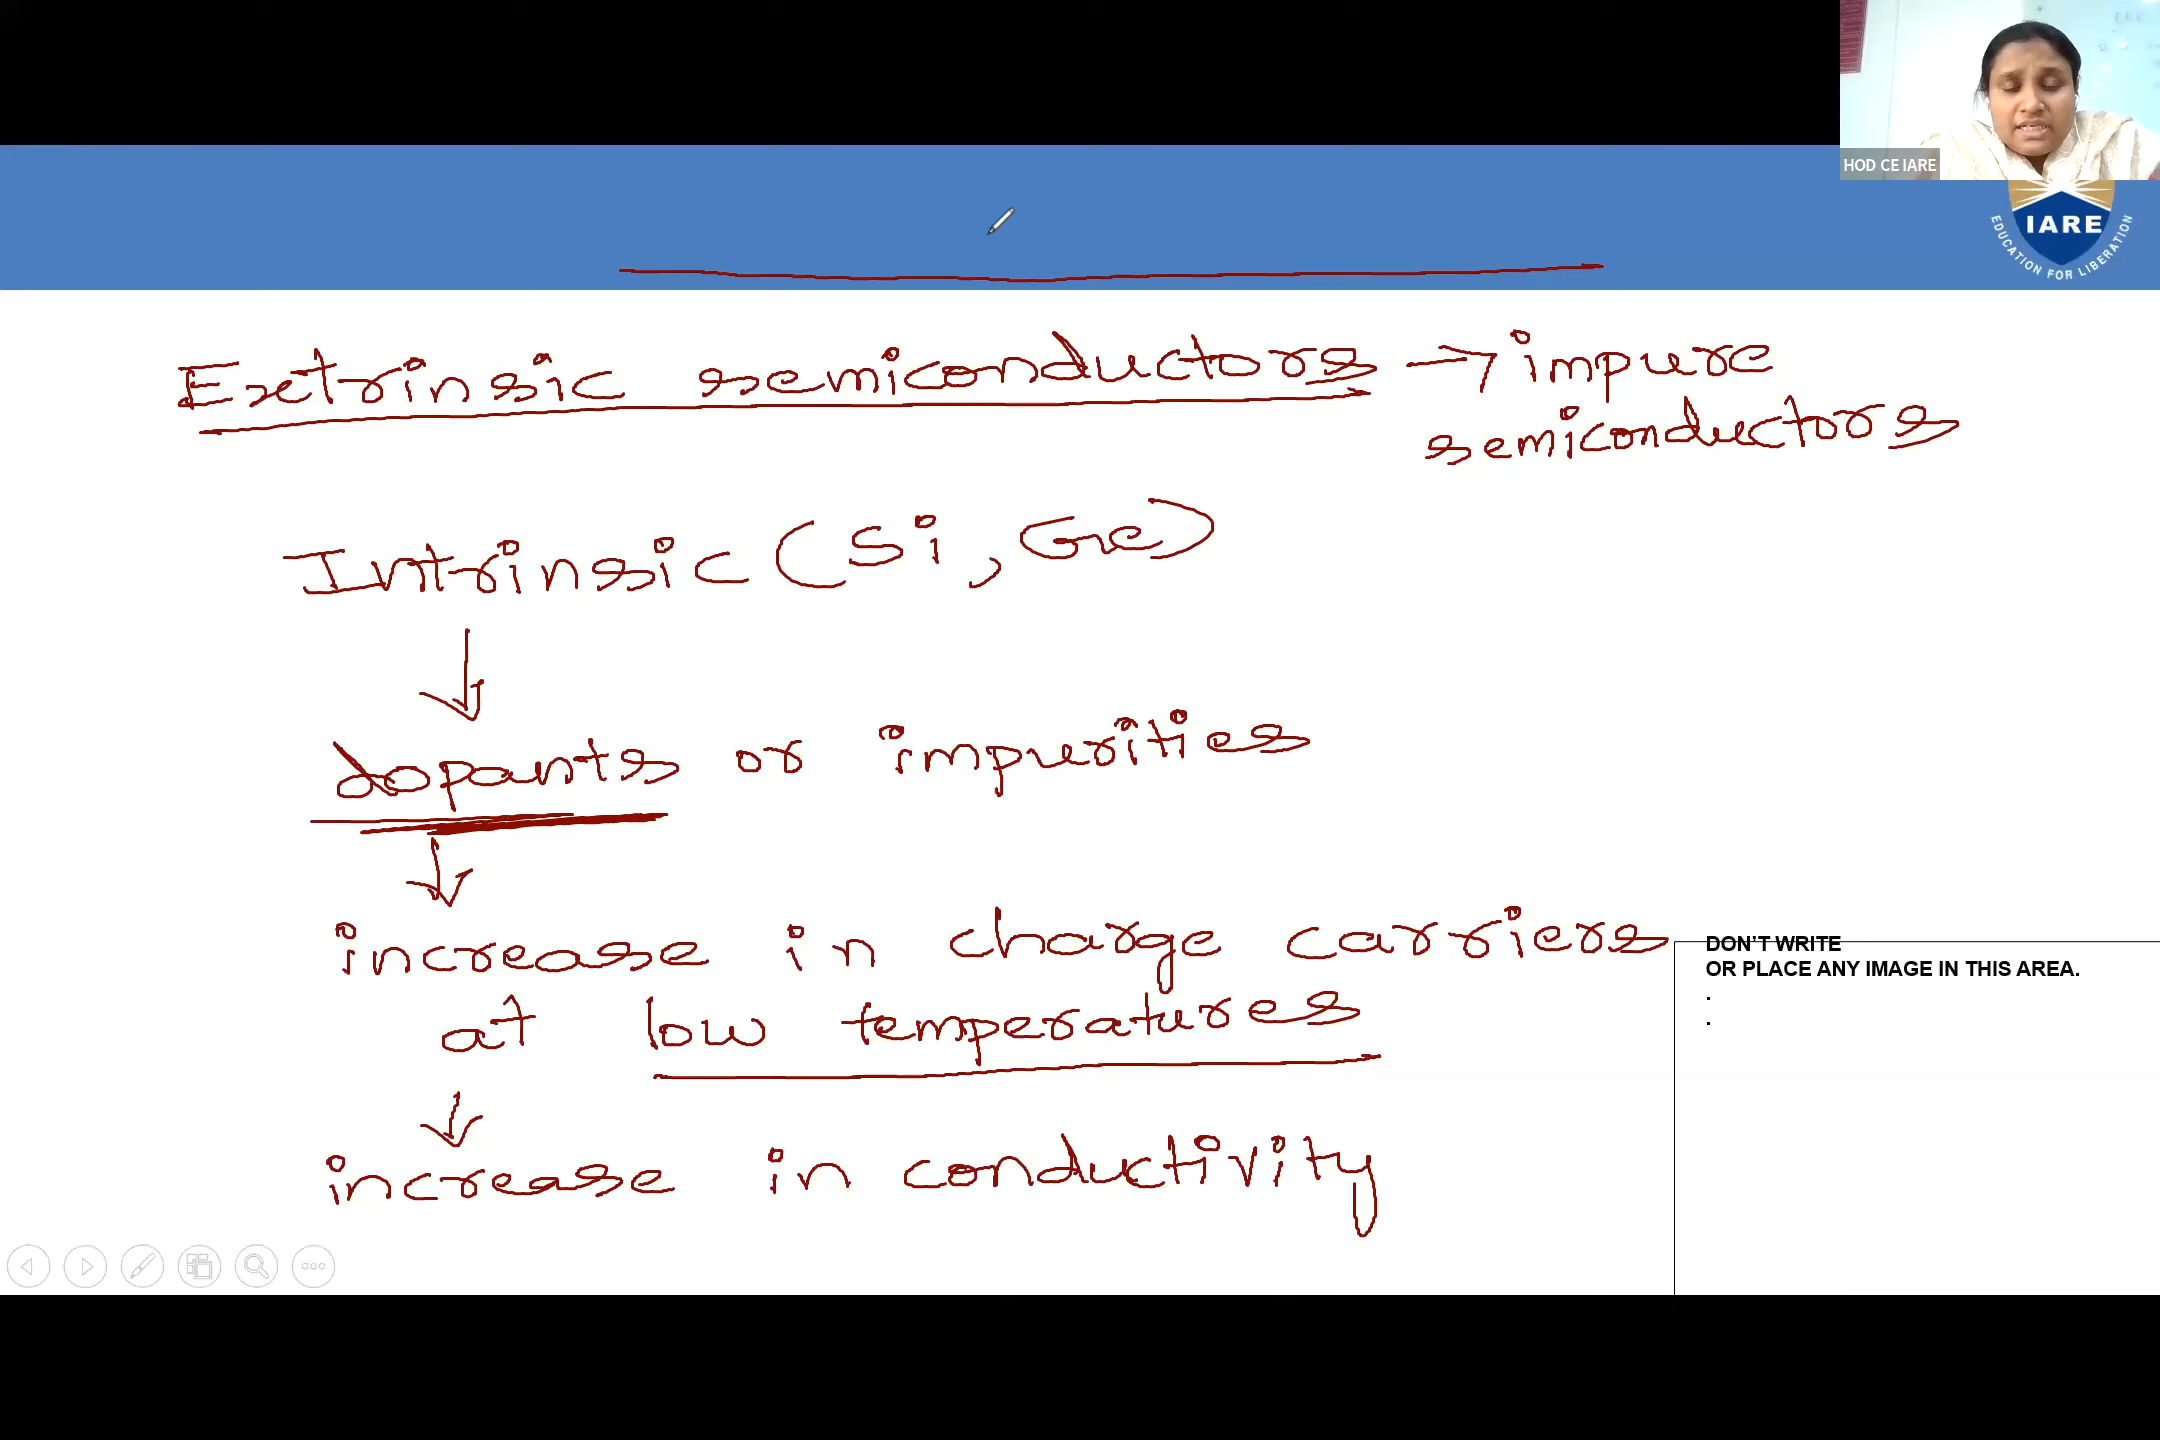 HOD CE IARE
IARE
EDUCATION FOR LIBERATION
Extrinsic semiconductors → impure
semiconductors
Intrinsic (Si, Ge)
↓
dopants or impurities
↓
increase in charge carriers
at low temperatures
↓
increase in conductivity
DON'T WRITE
OR PLACE ANY IMAGE IN THIS AREA.
.
.